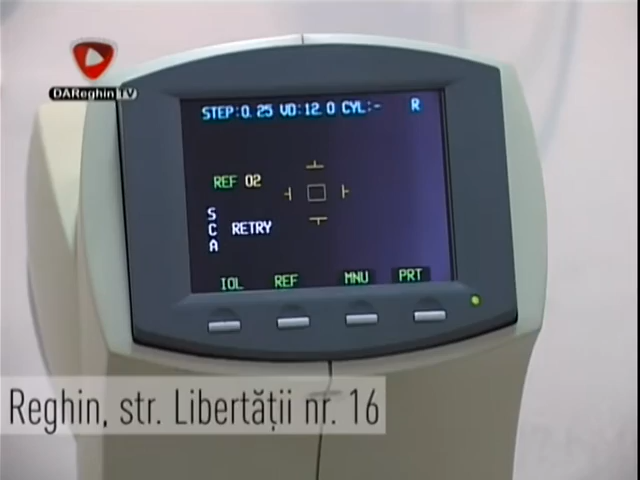 DAReghin TV
STEP:0.25 VD:12.0 CYL:- R
REF 02
S
C RETRY
A
IOL REF MNU PRT
Reghin, str. Libertății nr. 16